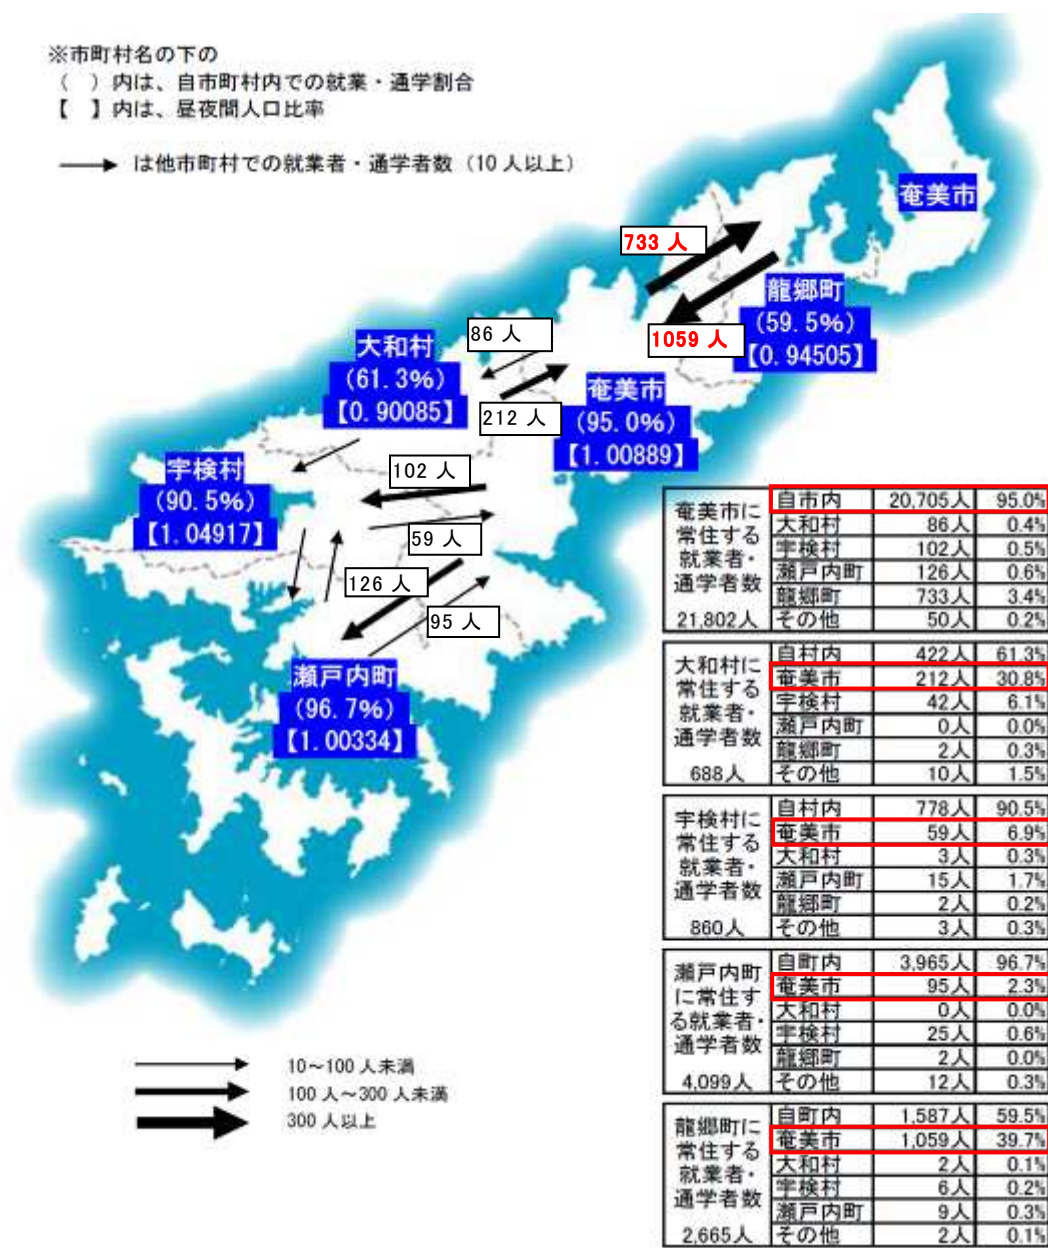 ※市町村名の下の
（　）内は、自市町村内での就業・通学割合
【　】内は、昼夜間人口比率
は他市町村での就業者・通学者数（10人以上）
奄美市
733 人
龍郷町
(59.5%)
【0.94505】
1059 人
86 人
大和村
(61.3%)
【0.90085】
212 人
奄美市
(95.0%)
【1.00889】
102 人
宇検村
(90.5%)
【1.04917】
59 人
126 人
95 人
瀬戸内町
(96.7%)
【1.00334】
10～100人未満
100人～300人未満
300人以上
奄美市に
常住する
就業者・
通学者数
21,802人
自市内 20,705人 95.0%
大和村 86人 0.4%
宇検村 102人 0.5%
瀬戸内町 126人 0.6%
龍郷町 733人 3.4%
その他 50人 0.2%
大和村に
常住する
就業者・
通学者数
688人
自村内 422人 61.3%
奄美市 212人 30.8%
宇検村 42人 6.1%
瀬戸内町 0人 0.0%
龍郷町 2人 0.3%
その他 10人 1.5%
宇検村に
常住する
就業者・
通学者数
860人
自村内 778人 90.5%
奄美市 59人 6.9%
大和村 3人 0.3%
瀬戸内町 15人 1.7%
龍郷町 2人 0.2%
その他 3人 0.3%
瀬戸内町
に常住す
る就業者・
通学者数
4,099人
自町内 3,965人 96.7%
奄美市 95人 2.3%
大和村 0人 0.0%
宇検村 25人 0.6%
龍郷町 2人 0.0%
その他 12人 0.3%
龍郷町に
常住する
就業者・
通学者数
2,665人
自町内 1,587人 59.5%
奄美市 1,059人 39.7%
大和村 2人 0.1%
宇検村 6人 0.2%
瀬戸内町 9人 0.3%
その他 2人 0.1%